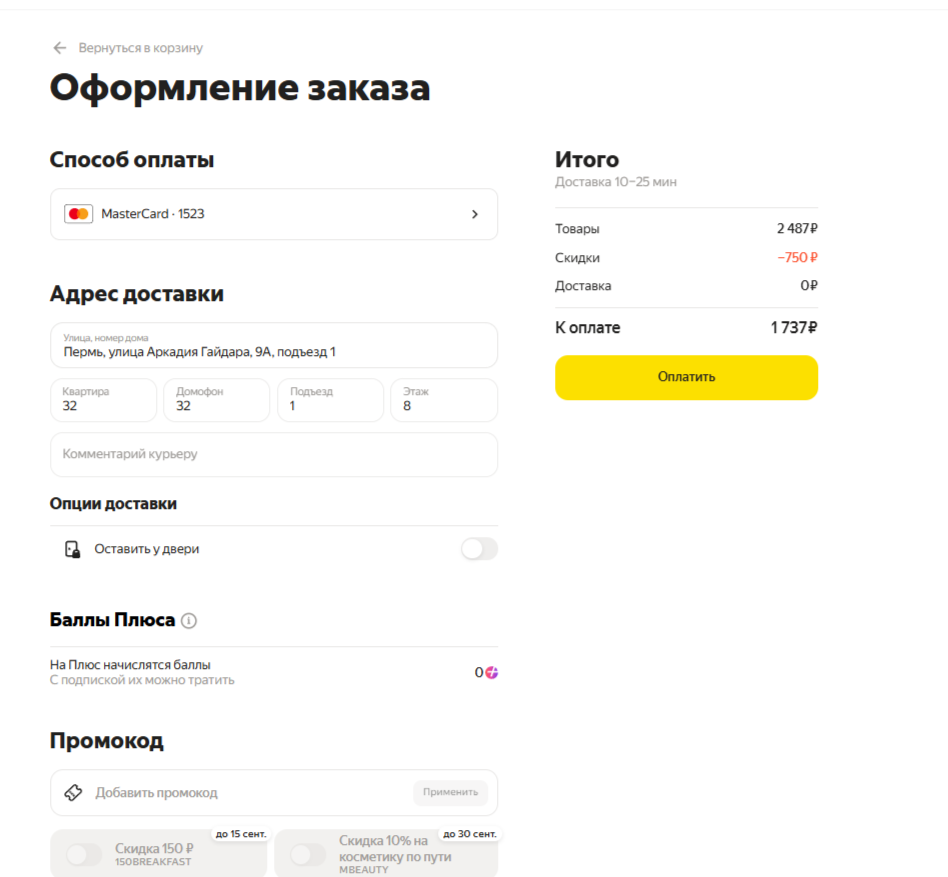 Вернуться в корзину
Оформление заказа
Способ оплаты
MasterCard · 1523
Адрес доставки
Улица, номер дома
Пермь, улица Аркадия Гайдара, 9А, подъезд 1
Квартира
32
Домофон
32
Подъезд
1
Этаж
8
Комментарий курьеру
Опции доставки
Оставить у двери
Баллы Плюса
На Плюс начислятся баллы
С подпиской их можно тратить
0
Промокод
Добавить промокод
Применить
до 15 сент.
Скидка 150 ₽
150BREAKFAST
до 30 сент.
Скидка 10% на
косметику по пути
MBEAUTY
Итого
Доставка 10–25 мин
Товары 2 487 ₽
Скидки –750 ₽
Доставка 0 ₽
К оплате 1 737 ₽
Оплатить